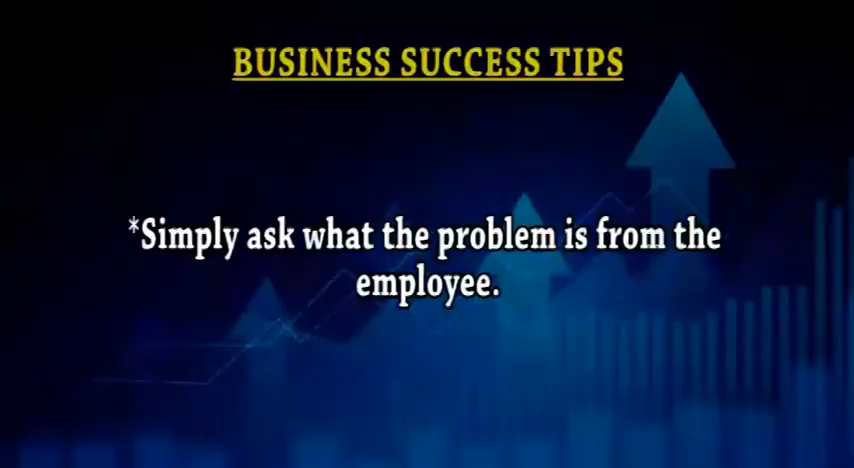 BUSINESS SUCCESS TIPS
*Simply ask what the problem is from the
employee.